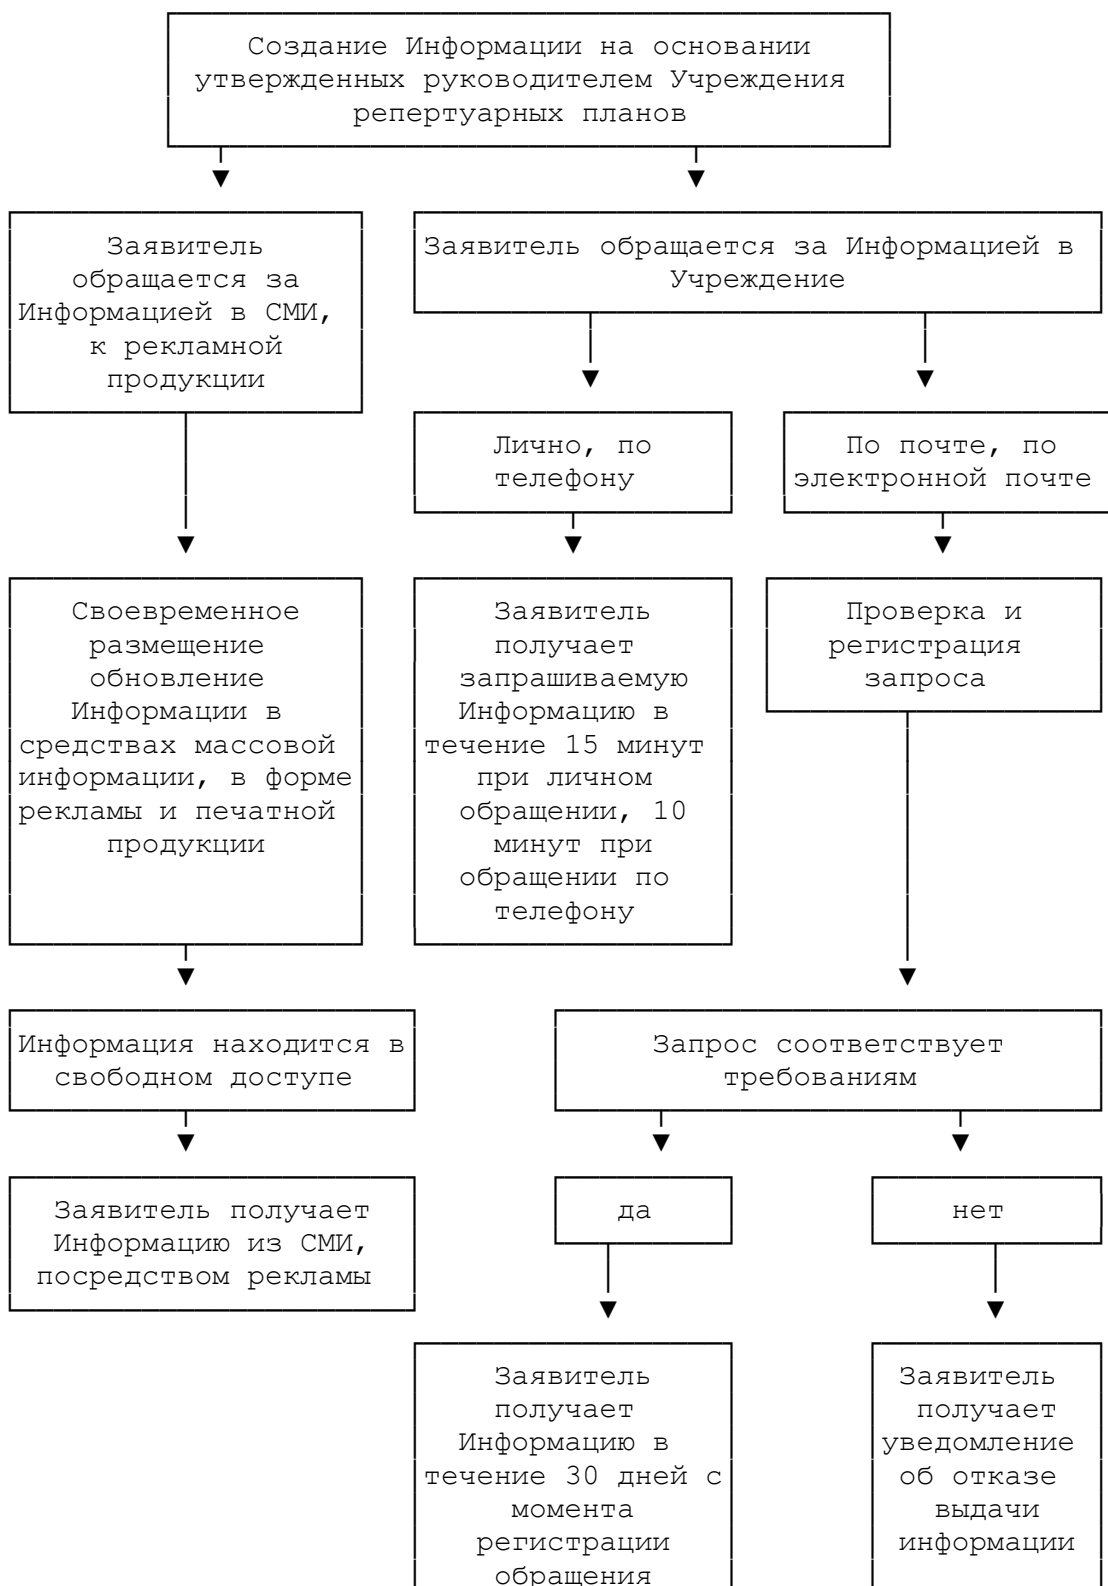 Создание Информации на основании
утвержденных руководителем Учреждения
репертуарных планов
Заявитель
обращается за
Информацией в СМИ,
к рекламной
продукции
Заявитель обращается за Информацией в
Учреждение
Лично, по
телефону
По почте, по
электронной почте
Своевременное
размещение
обновление
Информации в
средствах массовой
информации, в форме
рекламы и печатной
продукции
Заявитель
получает
запрашиваемую
Информацию в
течение 15 минут
при личном
обращении, 10
минут при
обращении по
телефону
Проверка и
регистрация
запроса
Информация находится в
свободном доступе
Запрос соответствует
требованиям
Заявитель получает
Информацию из СМИ,
посредством рекламы
да
нет
Заявитель
получает
Информацию в
течение 30 дней с
момента
регистрации
обращения
Заявитель
получает
уведомление
об отказе
выдачи
информации